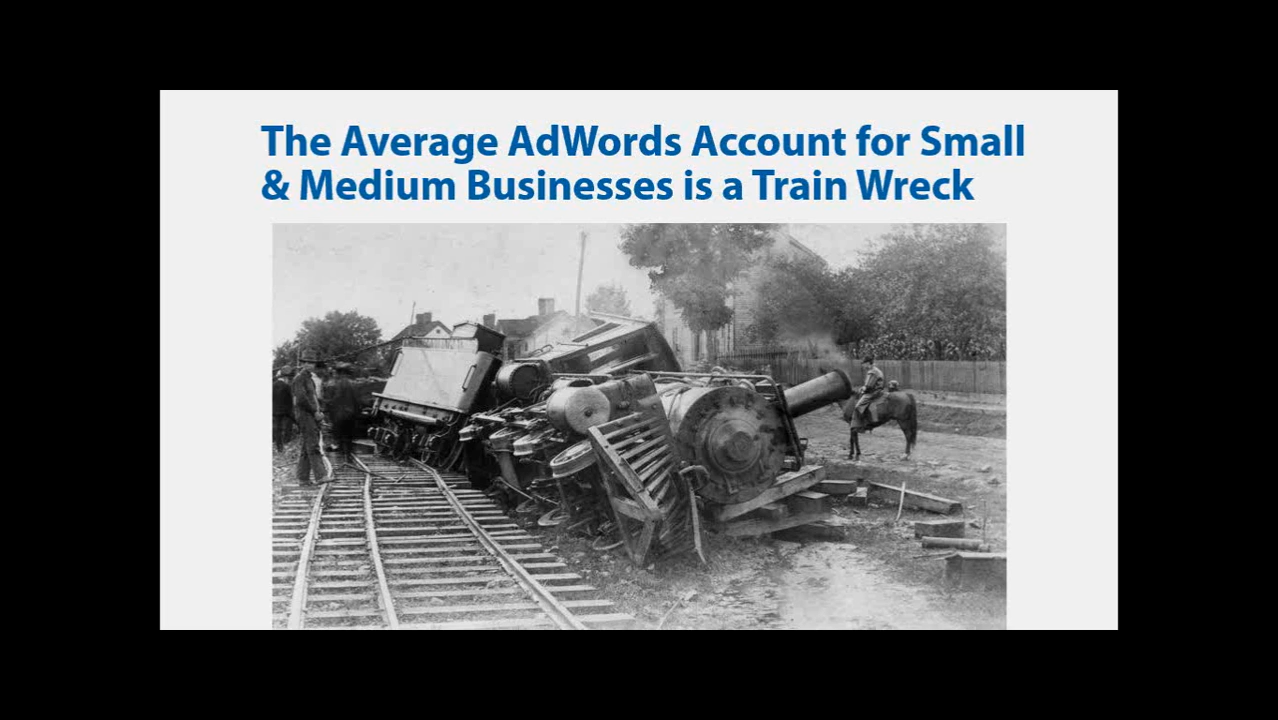 The Average AdWords Account for Small
& Medium Businesses is a Train Wreck